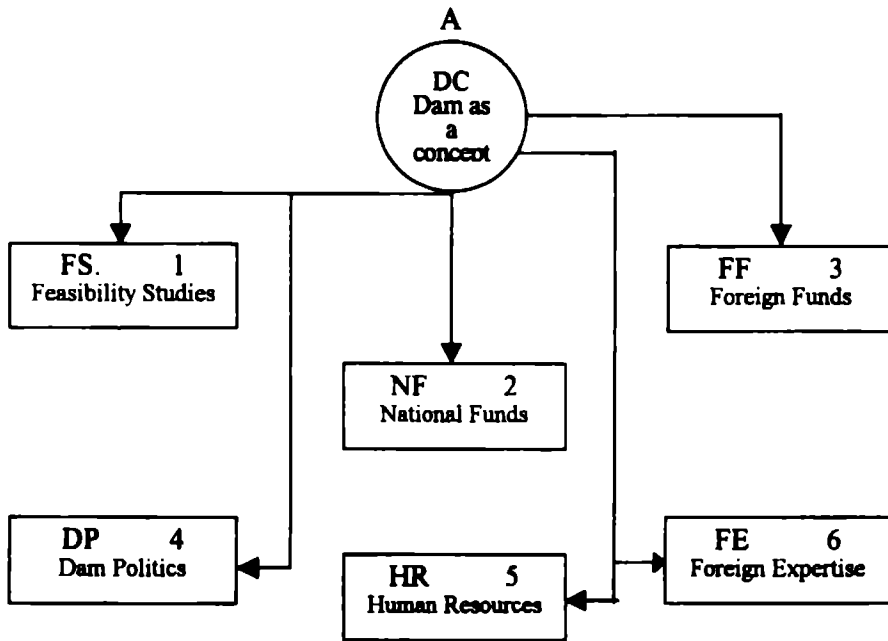 A
DC
Dam as
a
concept
FS. 1
Feasibility Studies
FF 3
Foreign Funds
NF 2
National Funds
DP 4
Dam Politics
HR 5
Human Resources
FE 6
Foreign Expertise